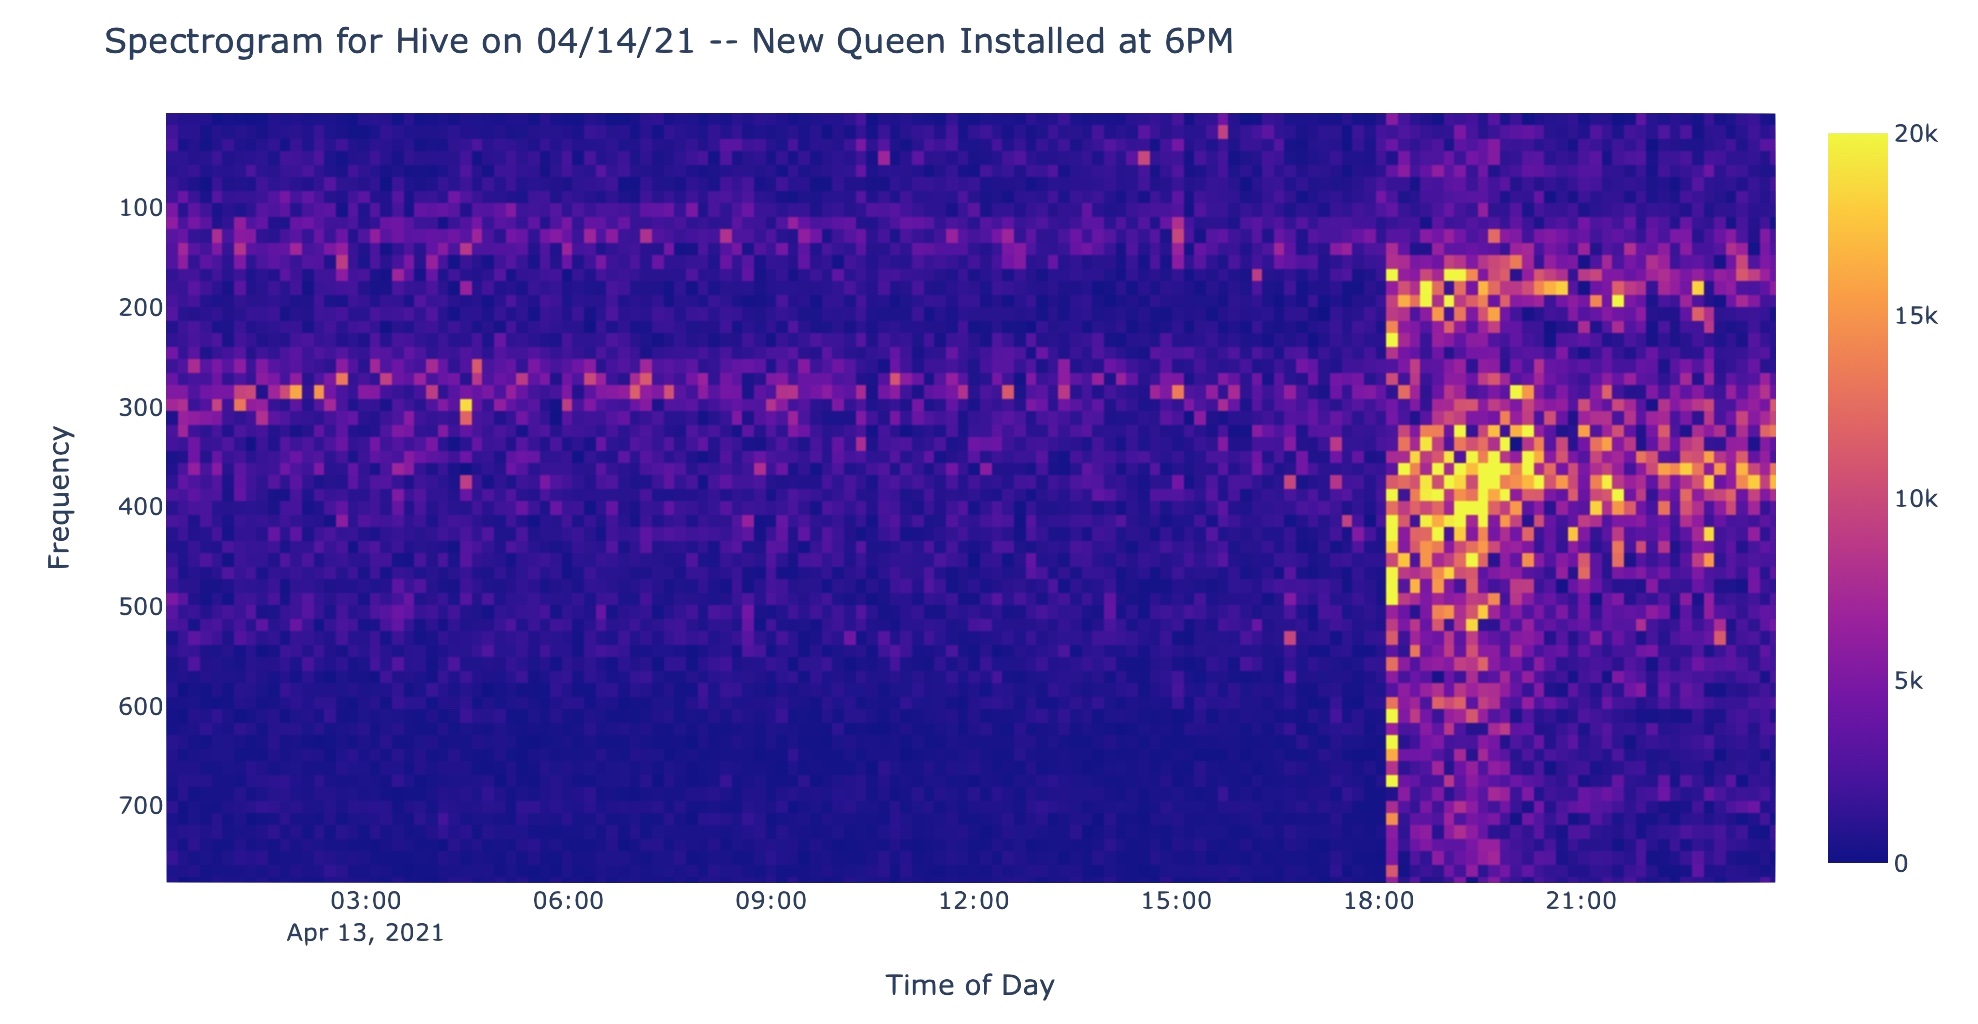 Spectrogram for Hive on 04/14/21 -- New Queen Installed at 6PM
20k
15k
10k
5k
0
Frequency
100
200
300
400
500
600
700
03:00
06:00
09:00
12:00
15:00
18:00
21:00
Apr 13, 2021
Time of Day